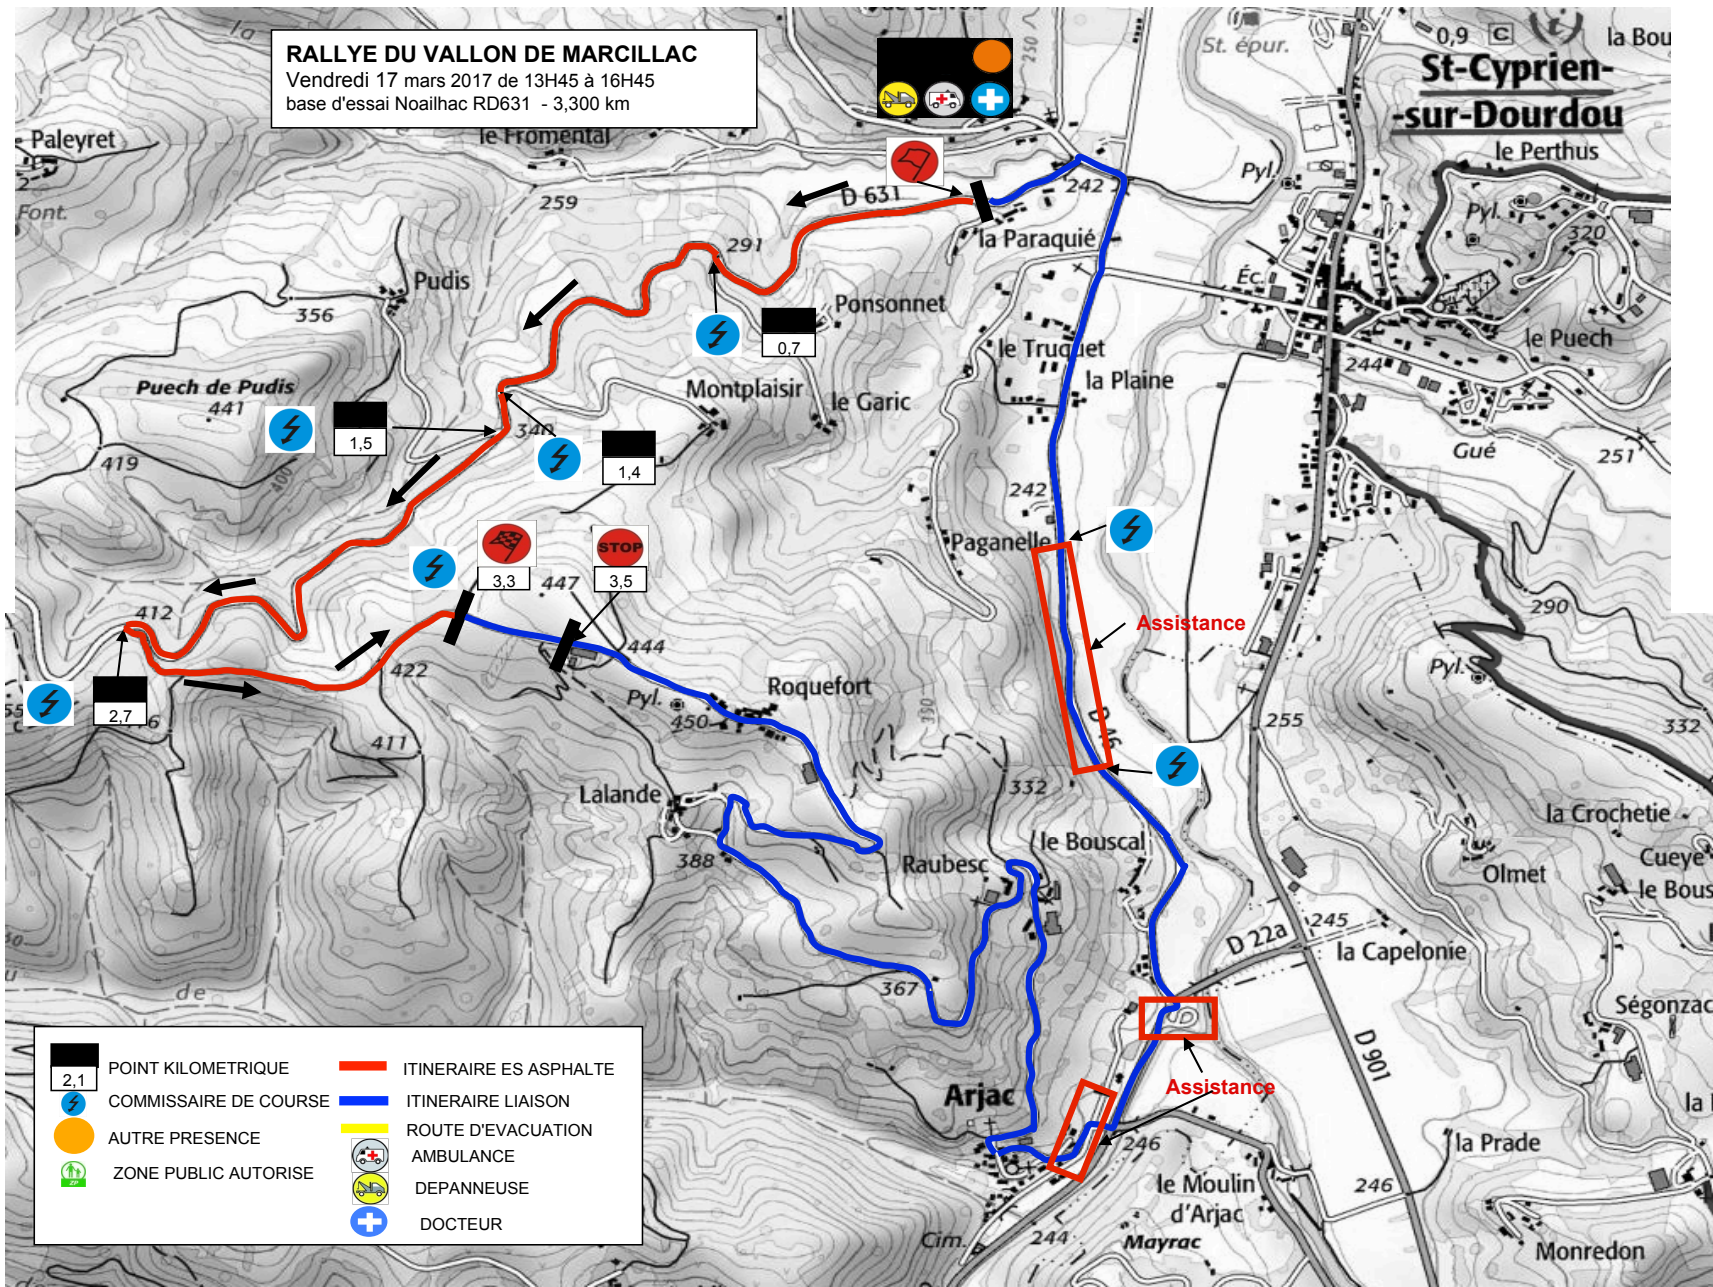 RALLYE DU VALLON DE MARCILLAC
Vendredi 17 mars 2017 de 13H45 à 16H45
base d'essai Noailhac RD631 - 3,300 km
0,9 C
la Bou
St. épur.
St-Cyprien-
-sur-Dourdou
le Perthus
Paleyret
le Fromental
250
Font.
259
D 631
242
Pyl.
Pyl.
320
la Paraquié
291
Pudis
Éc.
356
Ponsonnet
0,7
le Puech
le Truquet
244
la Plaine
Puech de Pudis
441
Montplaisir
le Garic
1,5
340
1,4
419
400
Gué
251
242
Paganelle
STOP
3,3
3,5
447
290
412
Assistance
444
422
Pyl.
Roquefort
Pyl.
2,7
450
350
D 46
255
332
411
332
Lalande
la Crochetie
388
Raubesc
le Bouscal
Olmet
Cueye
le Bous
245
D 22a
la Capelonie
367
de
Ségonzac
D 901
Assistance
Arjac
246
la Prade
le Moulin
d'Arjac
246
Cim.
244
Mayrac
Monredon
2,1
POINT KILOMETRIQUE
ITINERAIRE ES ASPHALTE
COMMISSAIRE DE COURSE
ITINERAIRE LIAISON
AUTRE PRESENCE
ROUTE D'EVACUATION
AMBULANCE
ZP
ZONE PUBLIC AUTORISE
DEPANNEUSE
DOCTEUR